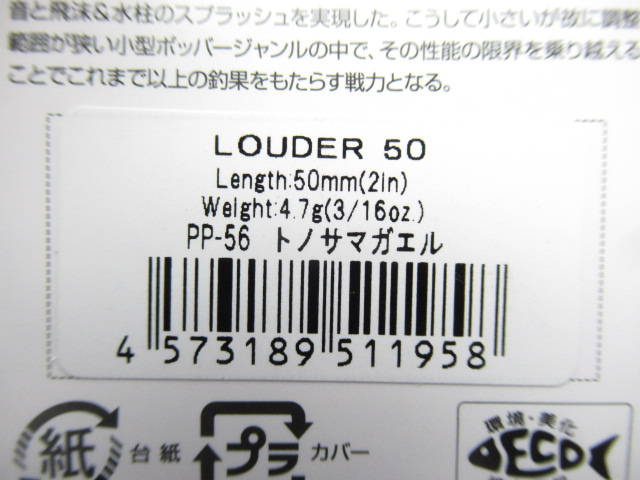 音と飛沫&水柱のスプラッシュを実現した。こうして小さいが故に調整
範囲が狭い小型ポッパージャンルの中で、その性能の限界を乗り越える
ことでこれまで以上の釣果をもたらす戦力となる。
LOUDER 50
Length:50mm(2in)
Weight:4.7g(3/16oz.)
PP-56 トノサマガエル
4 573189 511958
紙 台紙 プラ カバー
環境・美化
ECO